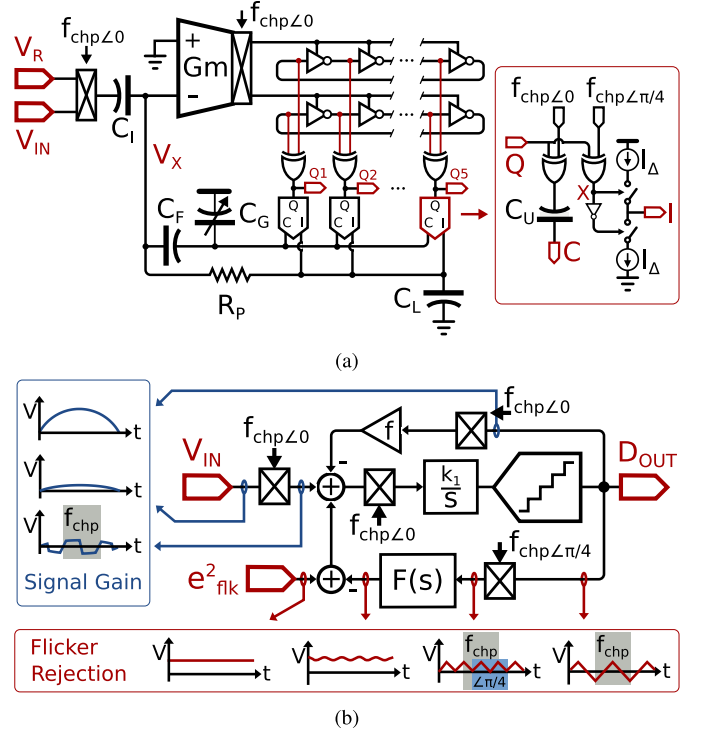 f_chp∠0
f_chp∠0
V_R
V_IN
C_I
+
Gm
−
V_X
...
...
Q1
Q2
...
Q5
Q
C I
Q
C I
Q
C I
C_F
C_G
R_P
C_L
f_chp∠0
f_chp∠π/4
Q
X
I_Δ
C_U
I
C
I_Δ
(a)
V
t
V
t
V
f_chp
t
Signal Gain
f
f_chp∠0
V_IN
f_chp∠0
-
+
f_chp∠0
k_1
s
D_OUT
f_chp∠π/4
e²_flk
+
-
F(s)
Flicker
Rejection
V
t
V
t
V
f_chp
∠π/4
t
V
f_chp
t
(b)